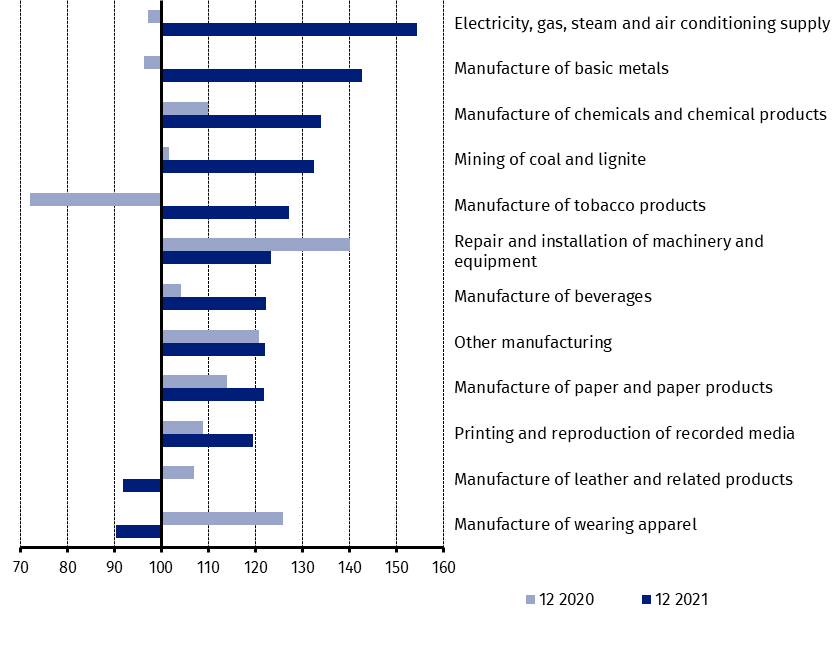 Electricity, gas, steam and air conditioning supply
Manufacture of basic metals
Manufacture of chemicals and chemical products
Mining of coal and lignite
Manufacture of tobacco products
Repair and installation of machinery and
equipment
Manufacture of beverages
Other manufacturing
Manufacture of paper and paper products
Printing and reproduction of recorded media
Manufacture of leather and related products
Manufacture of wearing apparel
70 80 90 100 110 120 130 140 150 160
12 2020 12 2021